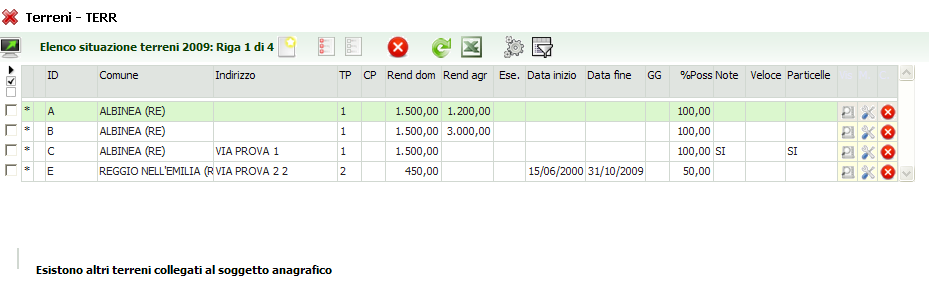 Terreni - TERR
Elenco situazione terreni 2009: Riga 1 di 4
ID Comune Indirizzo TP CP Rend dom Rend agr Ese. Data inizio Data fine GG %Poss Note Veloce Particelle
* A ALBINEA (RE) 1 1.500,00 1.200,00 100,00
* B ALBINEA (RE) 1 1.500,00 3.000,00 100,00
* C ALBINEA (RE) VIA PROVA 1 1 1.500,00 100,00 SI SI
* E REGGIO NELL'EMILIA (R VIA PROVA 2 2 2 450,00 15/06/2000 31/10/2009 50,00
Esistono altri terreni collegati al soggetto anagrafico